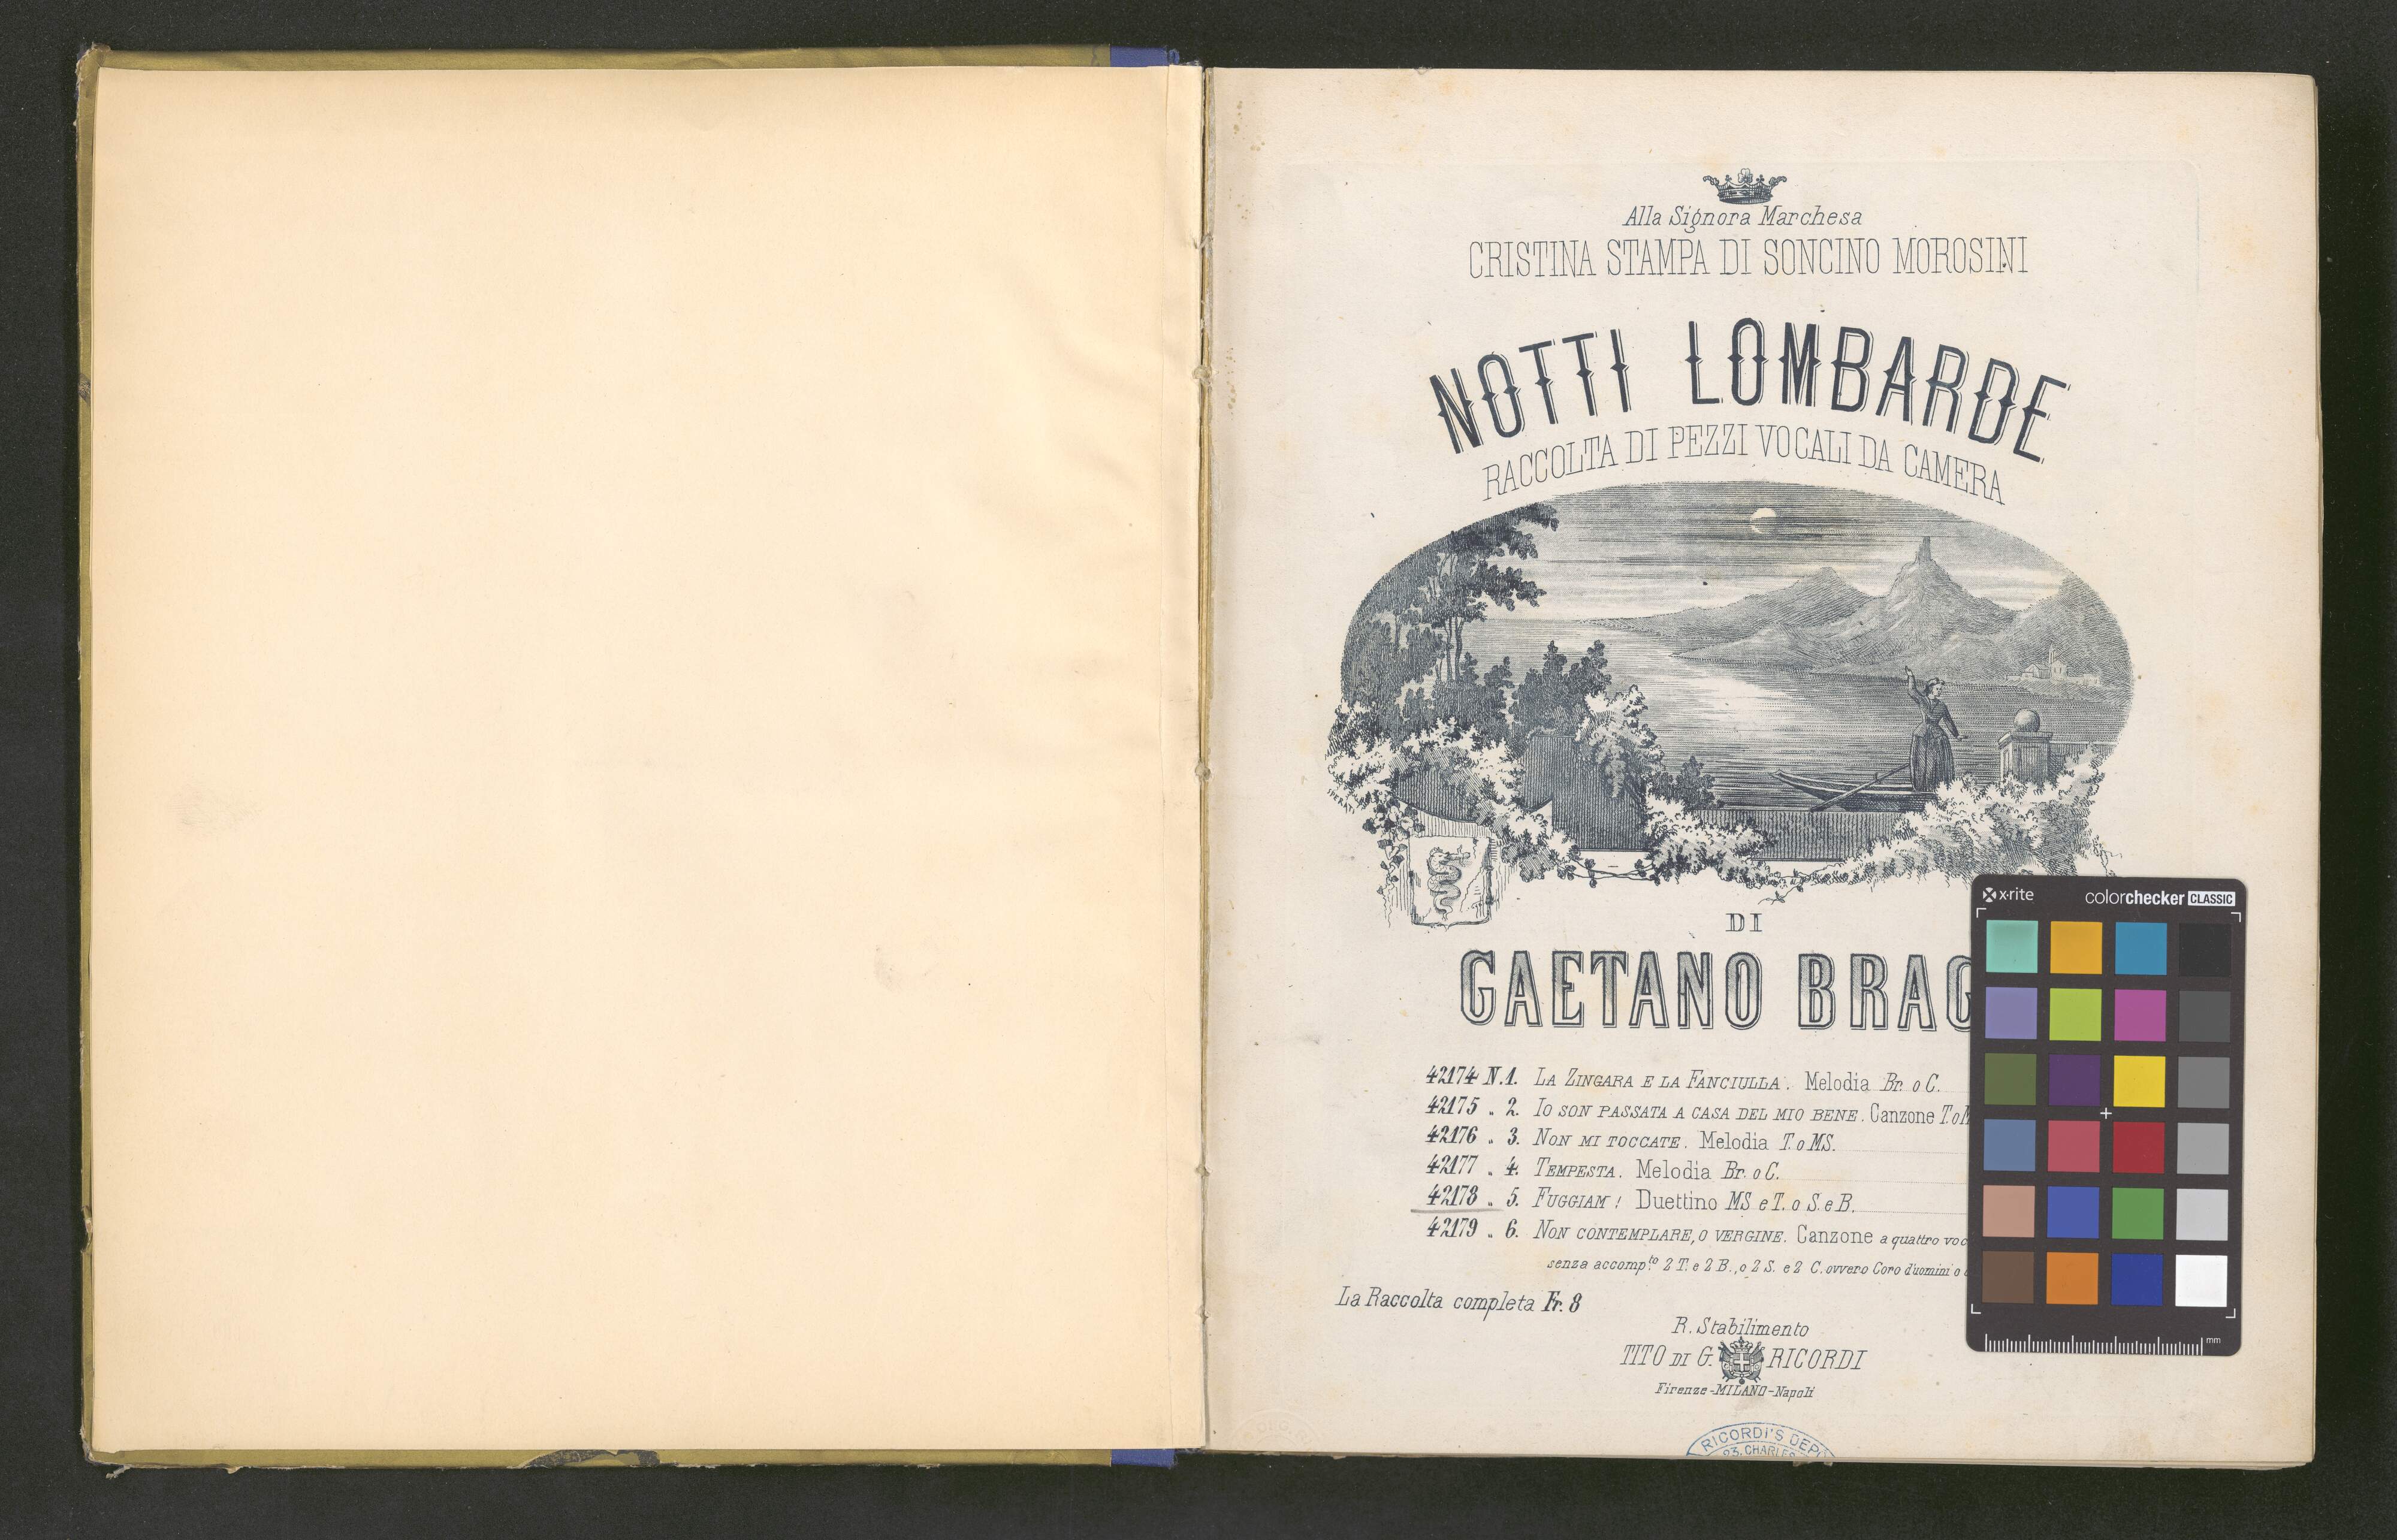 Alla Signora Marchesa
CRISTINA STAMPA DI SONCINO MOROSINI
NOTTI LOMBARDE
RACCOLTA DI PEZZI VOCALI DA CAMERA
SPERATI
DI
GAETANO BRAG
42174 N.1. LA ZINGARA E LA FANCIULLA. Melodia Br. o C.
42175 „ 2. IO SON PASSATA A CASA DEL MIO BENE. Canzone T. o M
42176 „ 3. NON MI TOCCATE. Melodia T. o MS.
42177 „ 4. TEMPESTA. Melodia Br. o C.
42178 „ 5. FUGGIAM! Duettino MS e T. o S. e B.
42179 „ 6. NON CONTEMPLARE, O VERGINE. Canzone a quattro voc
senza accomp.to 2 T. e 2 B., o 2 S. e 2 C. ovvero Coro d'uomini o
La Raccolta completa Fr. 8
R. Stabilimento
TITO DI G. RICORDI
Firenze-MILANO-Napoli
RICORDI'S DEP
23, CHARLES
x-rite
colorchecker CLASSIC
mm